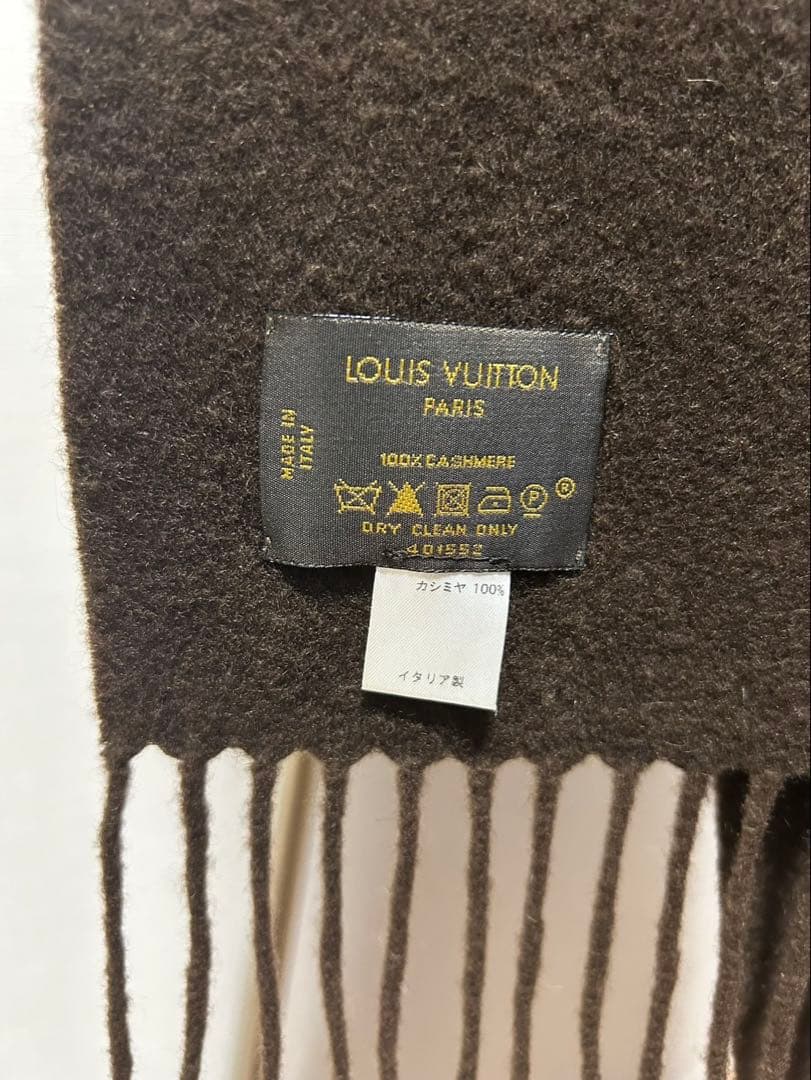 LOUIS VUITTON
PARIS
MADE IN
ITALY
100% CASHMERE
P
®
DRY CLEAN ONLY
401552
カシミヤ 100%
イタリア製